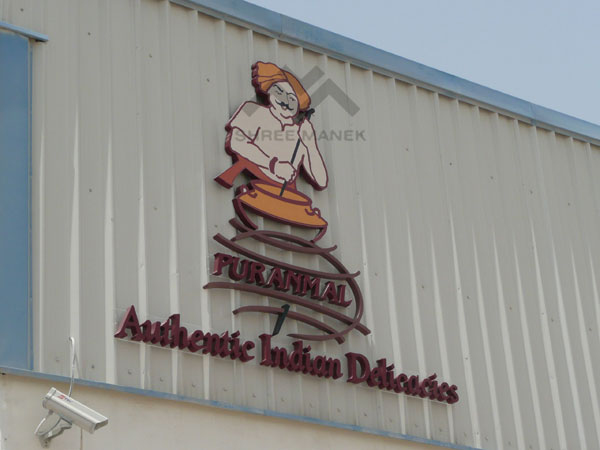 SHREE MANEK
PURANMAL
Authentic Indian Delicacies